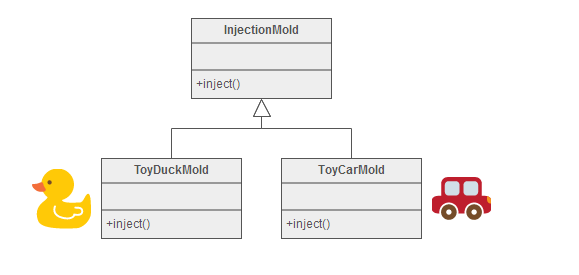 InjectionMold
+inject()
ToyDuckMold
+inject()
ToyCarMold
+inject()